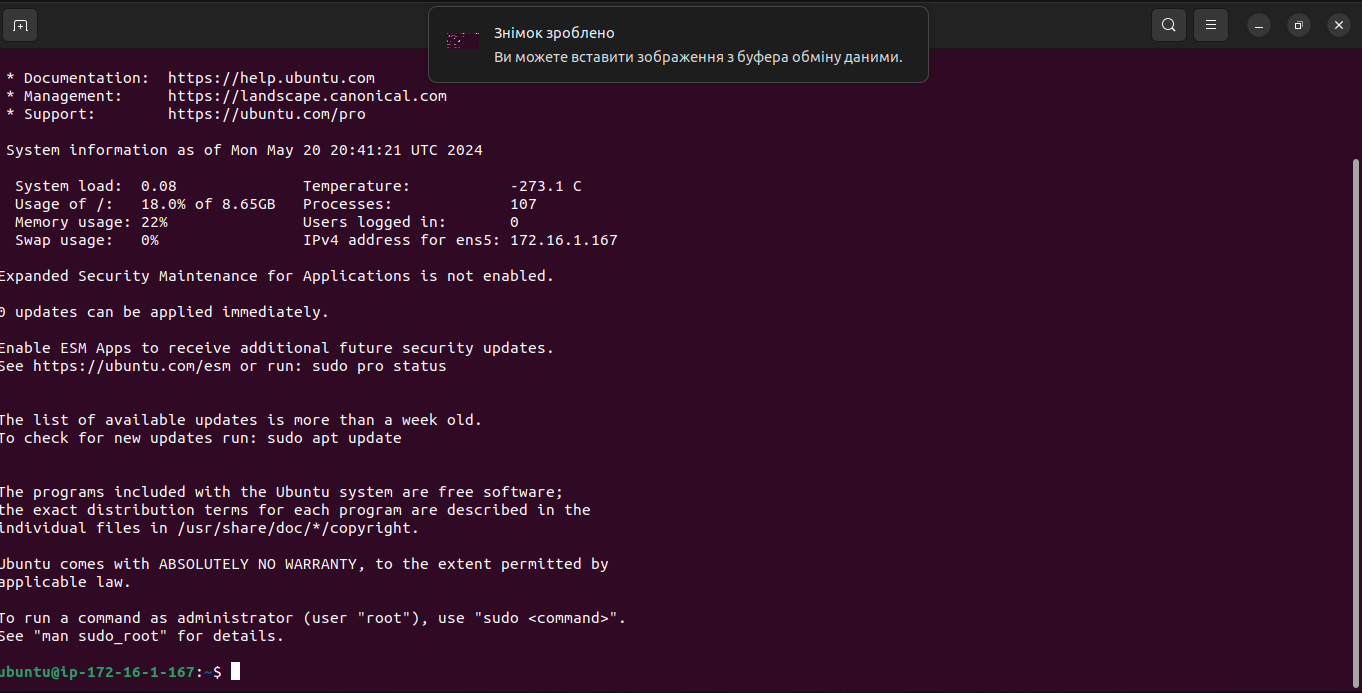 Знімок зроблено
Ви можете вставити зображення з буфера обміну даними.
* Documentation:  https://help.ubuntu.com
* Management:     https://landscape.canonical.com
* Support:        https://ubuntu.com/pro
System information as of Mon May 20 20:41:21 UTC 2024
System load:  0.08              Temperature:           -273.1 C
Usage of /:   18.0% of 8.65GB   Processes:             107
Memory usage: 22%               Users logged in:       0
Swap usage:   0%                IPv4 address for ens5: 172.16.1.167
Expanded Security Maintenance for Applications is not enabled.
0 updates can be applied immediately.
Enable ESM Apps to receive additional future security updates.
See https://ubuntu.com/esm or run: sudo pro status
The list of available updates is more than a week old.
To check for new updates run: sudo apt update
The programs included with the Ubuntu system are free software;
the exact distribution terms for each program are described in the
individual files in /usr/share/doc/*/copyright.
Ubuntu comes with ABSOLUTELY NO WARRANTY, to the extent permitted by
applicable law.
To run a command as administrator (user "root"), use "sudo <command>".
See "man sudo_root" for details.
ubuntu@ip-172-16-1-167:~$